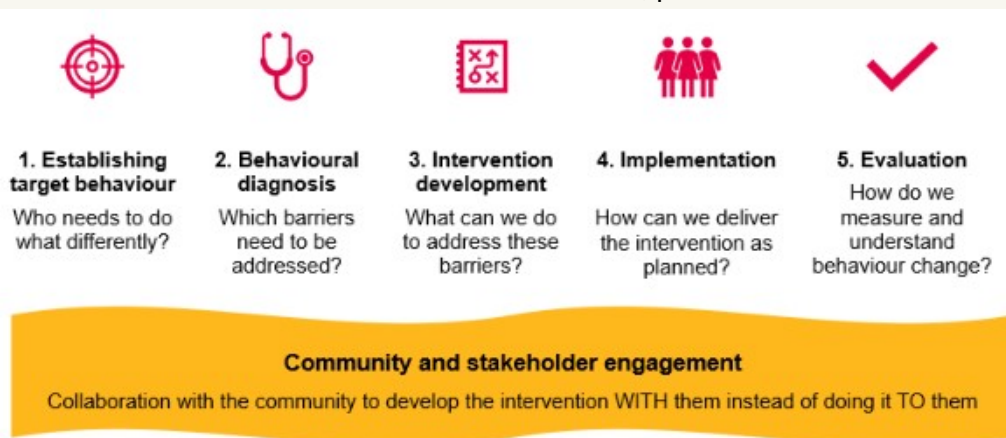 1. Establishing
target behaviour
Who needs to do
what differently?
2. Behavioural
diagnosis
Which barriers
need to be
addressed?
3. Intervention
development
What can we do
to address these
barriers?
4. Implementation
How can we deliver
the intervention as
planned?
5. Evaluation
How do we
measure and
understand
behaviour change?
Community and stakeholder engagement
Collaboration with the community to develop the intervention WITH them instead of doing it TO them